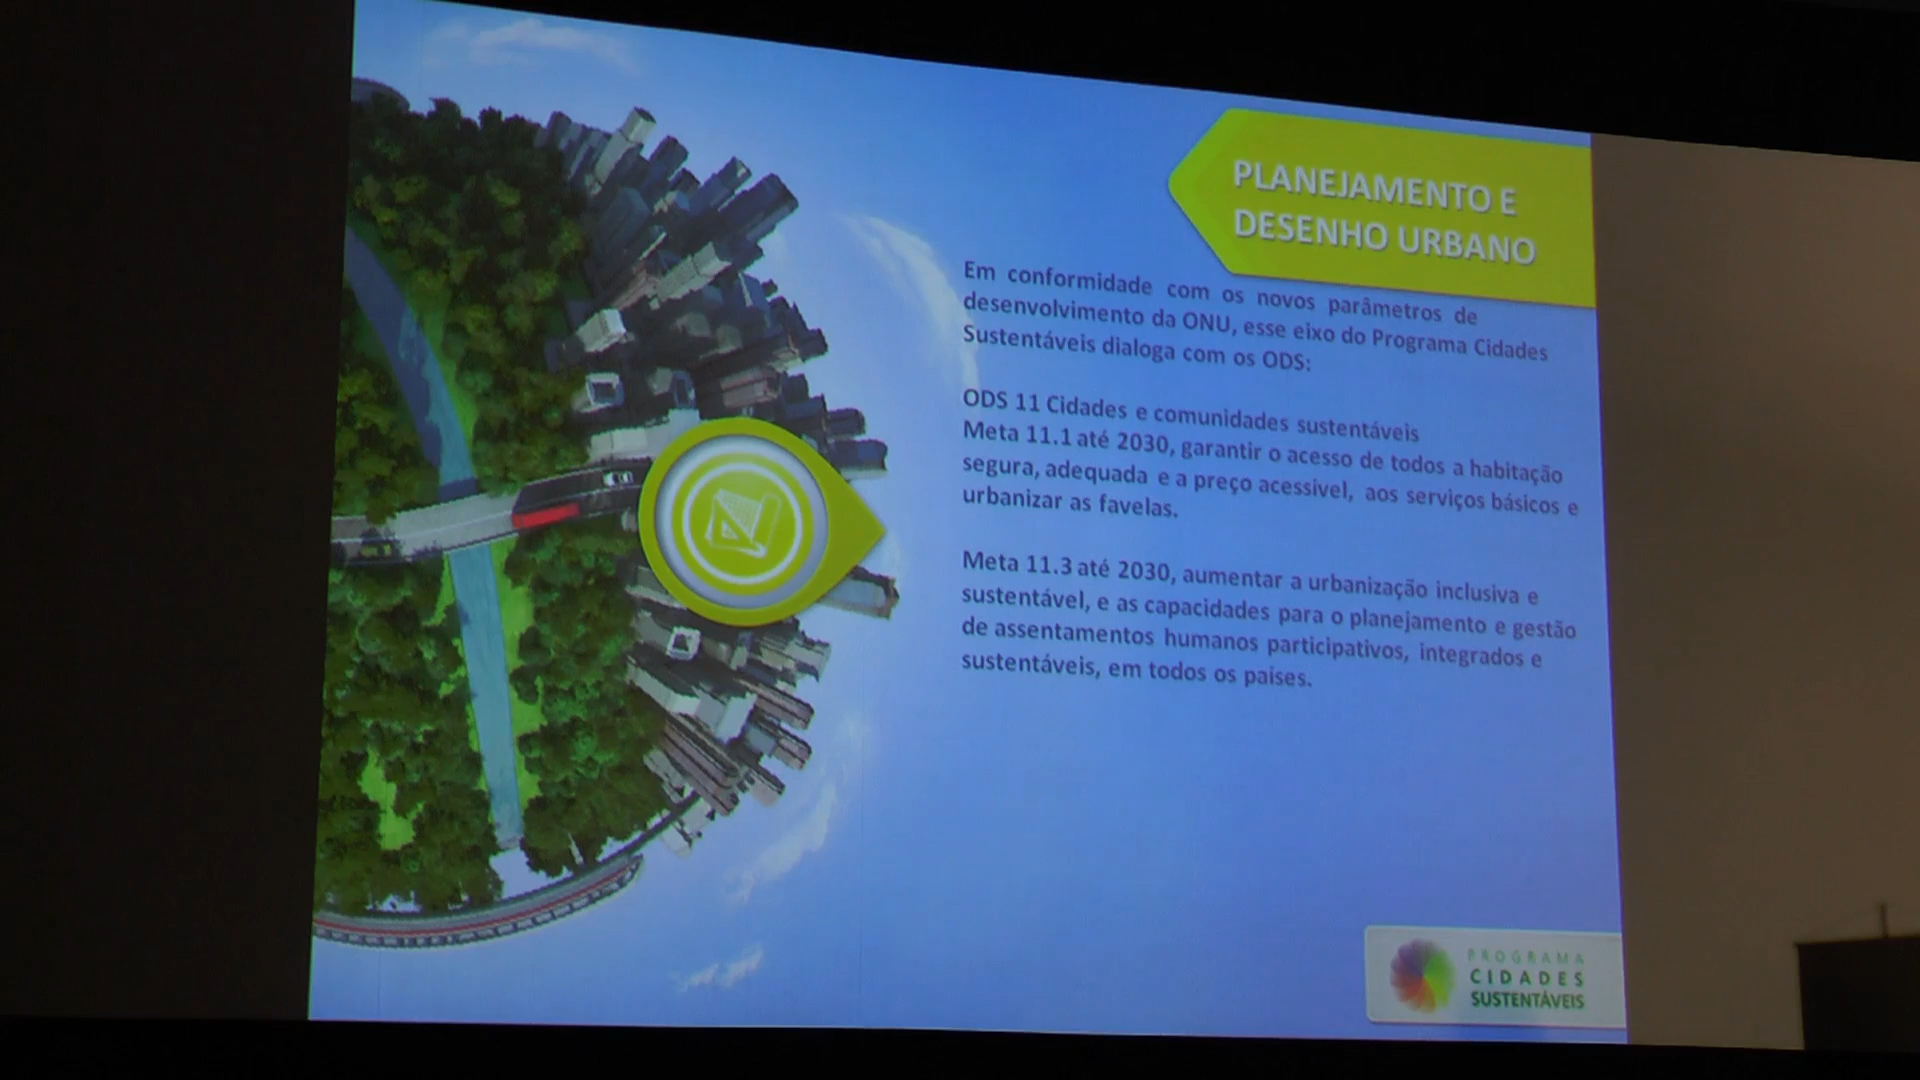 PLANEJAMENTO E
DESENHO URBANO
Em conformidade com os novos parâmetros de
desenvolvimento da ONU, esse eixo do Programa Cidades
Sustentáveis dialoga com os ODS:
ODS 11 Cidades e comunidades sustentáveis
Meta 11.1 até 2030, garantir o acesso de todos a habitação
segura, adequada e a preço acessível, aos serviços básicos e
urbanizar as favelas.
Meta 11.3 até 2030, aumentar a urbanização inclusiva e
sustentável, e as capacidades para o planejamento e gestão
de assentamentos humanos participativos, integrados e
sustentáveis, em todos os países.
PROGRAMA
CIDADES
SUSTENTÁVEIS